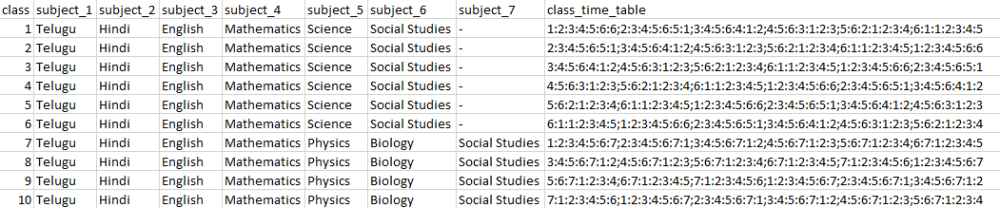 class subject_1 subject_2 subject_3 subject_4 subject_5 subject_6 subject_7 class_time_table
1 Telugu Hindi English Mathematics Science Social Studies - 1:2:3:4:5:6:6;2:3:4:5:6:5:1;3:4:5:6:4:1:2;4:5:6:3:1:2:3;5:6:2:1:2:3:4;6:1:1:2:3:4:5
2 Telugu Hindi English Mathematics Science Social Studies - 2:3:4:5:6:5:1;3:4:5:6:4:1:2;4:5:6:3:1:2:3;5:6:2:1:2:3:4;6:1:1:2:3:4:5;1:2:3:4:5:6:6
3 Telugu Hindi English Mathematics Science Social Studies - 3:4:5:6:4:1:2;4:5:6:3:1:2:3;5:6:2:1:2:3:4;6:1:1:2:3:4:5;1:2:3:4:5:6:6;2:3:4:5:6:5:1
4 Telugu Hindi English Mathematics Science Social Studies - 4:5:6:3:1:2:3;5:6:2:1:2:3:4;6:1:1:2:3:4:5;1:2:3:4:5:6:6;2:3:4:5:6:5:1;3:4:5:6:4:1:2
5 Telugu Hindi English Mathematics Science Social Studies - 5:6:2:1:2:3:4;6:1:1:2:3:4:5;1:2:3:4:5:6:6;2:3:4:5:6:5:1;3:4:5:6:4:1:2;4:5:6:3:1:2:3
6 Telugu Hindi English Mathematics Science Social Studies - 6:1:1:2:3:4:5;1:2:3:4:5:6:6;2:3:4:5:6:5:1;3:4:5:6:4:1:2;4:5:6:3:1:2:3;5:6:2:1:2:3:4
7 Telugu Hindi English Mathematics Physics Biology Social Studies 1:2:3:4:5:6:7;2:3:4:5:6:7:1;3:4:5:6:7:1:2;4:5:6:7:1:2:3;5:6:7:1:2:3:4;6:7:1:2:3:4:5
8 Telugu Hindi English Mathematics Physics Biology Social Studies 3:4:5:6:7:1:2;4:5:6:7:1:2:3;5:6:7:1:2:3:4;6:7:1:2:3:4:5;7:1:2:3:4:5:6;1:2:3:4:5:6:7
9 Telugu Hindi English Mathematics Physics Biology Social Studies 5:6:7:1:2:3:4;6:7:1:2:3:4:5;7:1:2:3:4:5:6;1:2:3:4:5:6:7;2:3:4:5:6:7:1;3:4:5:6:7:1:2
10 Telugu Hindi English Mathematics Physics Biology Social Studies 7:1:2:3:4:5:6;1:2:3:4:5:6:7;2:3:4:5:6:7:1;3:4:5:6:7:1:2;4:5:6:7:1:2:3;5:6:7:1:2:3:4